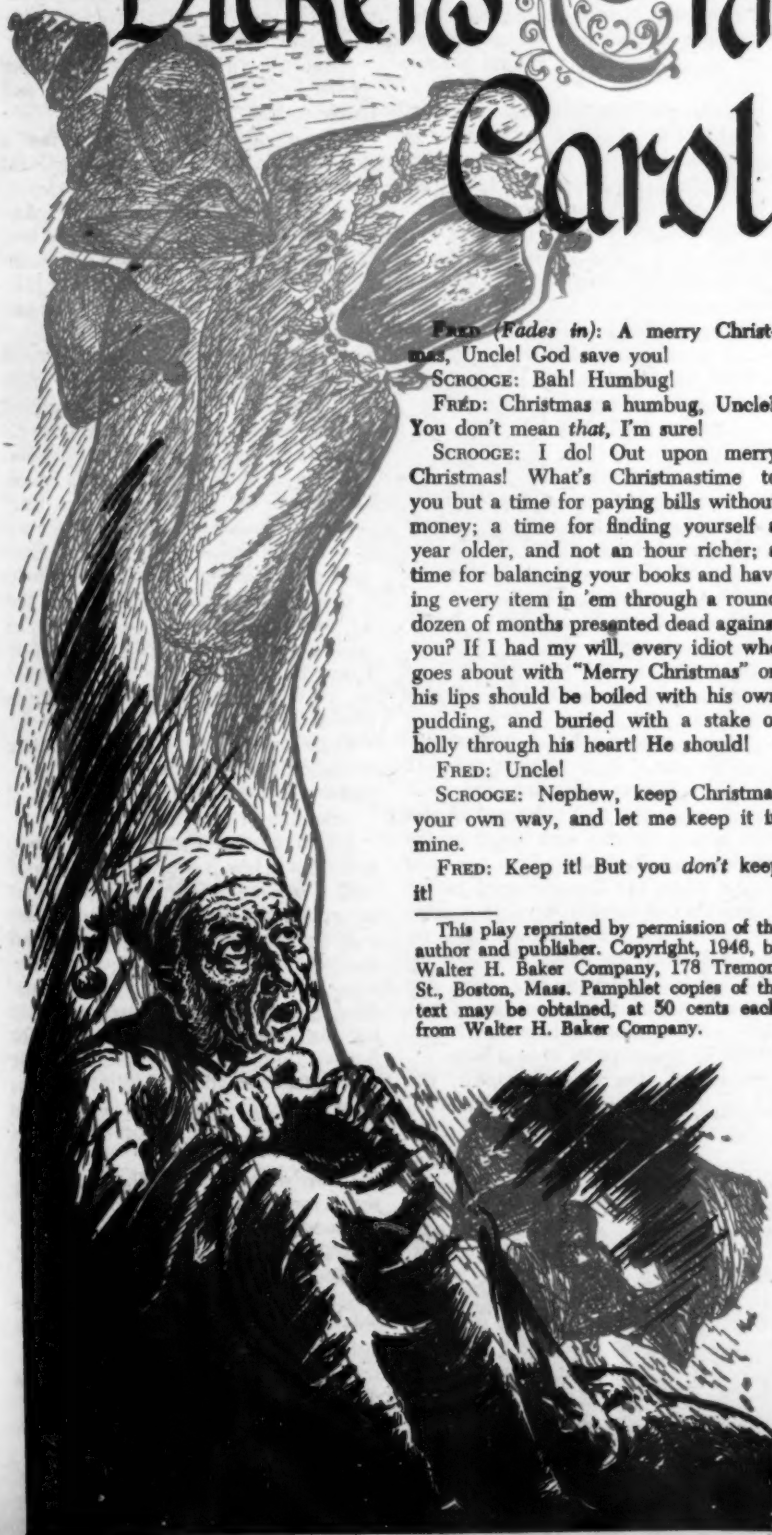 Dickens'
Carol
FRED (Fades in): A merry Christ-
mas, Uncle! God save you!
SCROOGE: Bah! Humbug!
FRED: Christmas a humbug, Uncle!
You don't mean that, I'm sure!
SCROOGE: I do! Out upon merry
Christmas! What's Christmastime to
you but a time for paying bills without
money; a time for finding yourself a
year older, and not an hour richer; a
time for balancing your books and hav-
ing every item in 'em through a round
dozen of months presented dead against
you? If I had my will, every idiot who
goes about with "Merry Christmas" on
his lips should be boiled with his own
pudding, and buried with a stake of
holly through his heart! He should!
FRED: Uncle!
SCROOGE: Nephew, keep Christmas
your own way, and let me keep it in
mine.
FRED: Keep it! But you don't keep
it!
This play reprinted by permission of the
author and publisher. Copyright, 1946, by
Walter H. Baker Company, 178 Tremont
St., Boston, Mass. Pamphlet copies of the
text may be obtained, at 50 cents each
from Walter H. Baker Company.